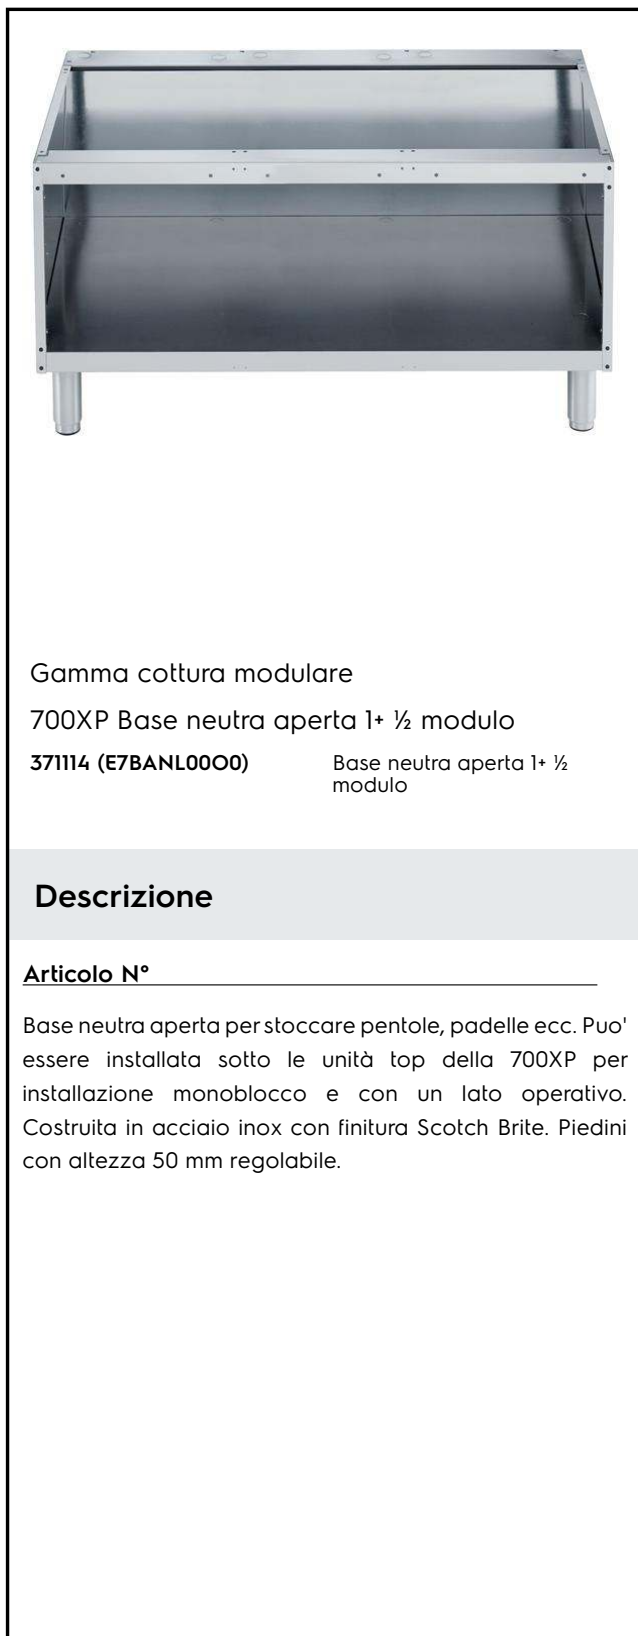 Gamma cottura modulare
700XP Base neutra aperta 1+ ½ modulo
371114 (E7BANL00O0) Base neutra aperta 1+ ½
modulo
Descrizione
Articolo N°
Base neutra aperta per stoccare pentole, padelle ecc. Puo'
essere installata sotto le unità top della 700XP per
installazione monoblocco e con un lato operativo.
Costruita in acciaio inox con finitura Scotch Brite. Piedini
con altezza 50 mm regolabile.